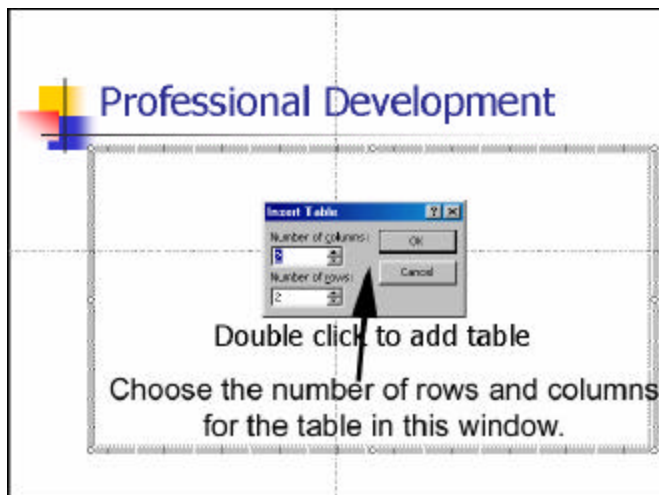 Professional Development
Insert Table
Number of columns:
OK
2
Cancel
Number of rows:
2
Double click to add table
Choose the number of rows and columns
for the table in this window.